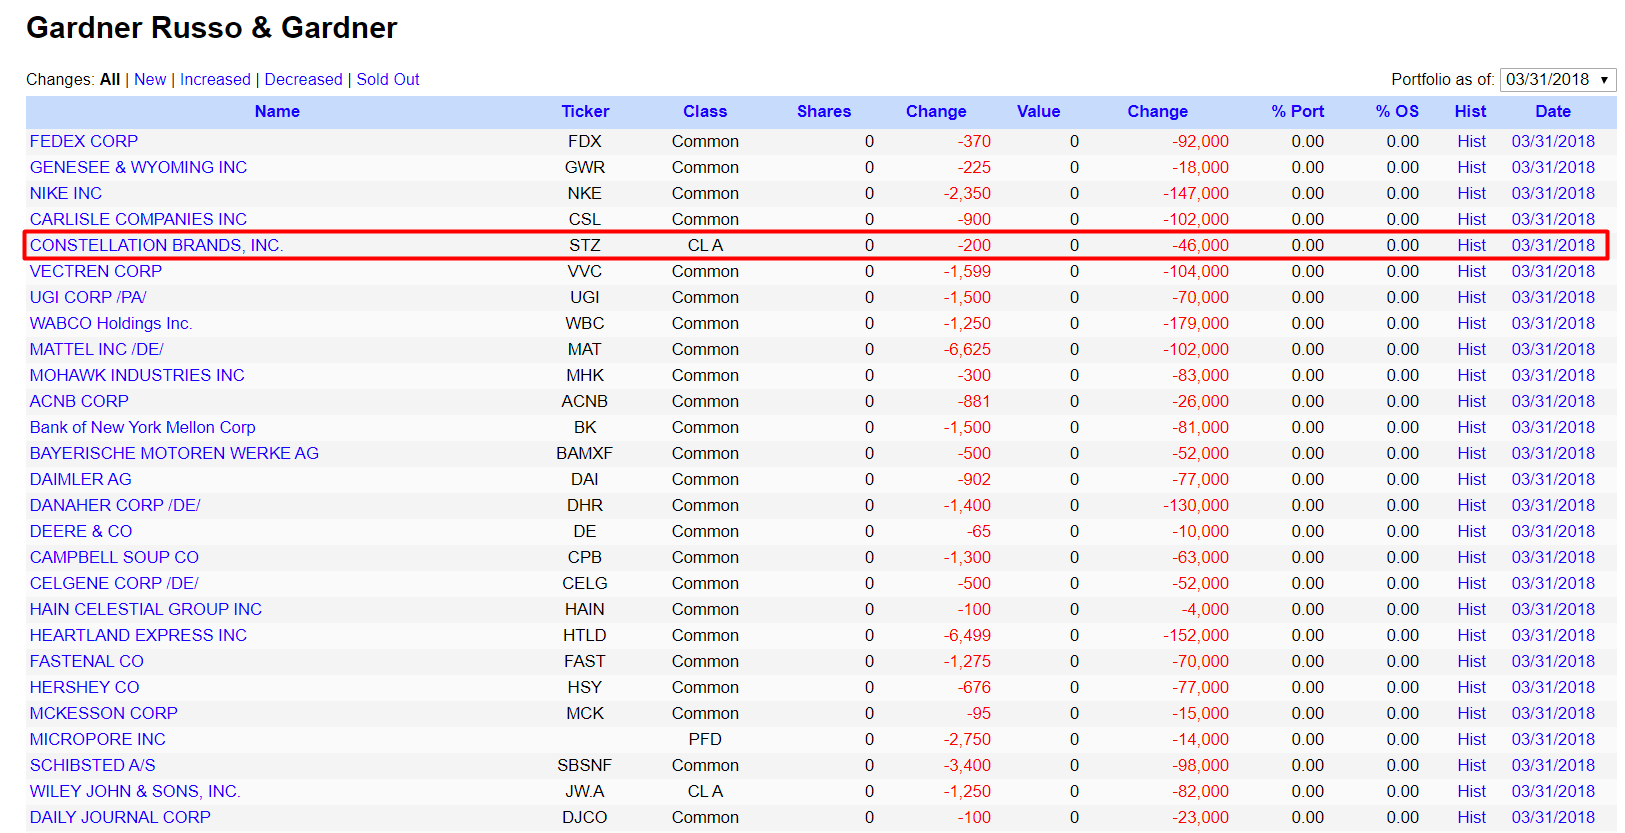 Gardner Russo & Gardner
Changes: All | New | Increased | Decreased | Sold Out Portfolio as of: 03/31/2018
Name Ticker Class Shares Change Value Change % Port % OS Hist Date
FEDEX CORP FDX Common 0 -370 0 -92,000 0.00 0.00 Hist 03/31/2018
GENESEE & WYOMING INC GWR Common 0 -225 0 -18,000 0.00 0.00 Hist 03/31/2018
NIKE INC NKE Common 0 -2,350 0 -147,000 0.00 0.00 Hist 03/31/2018
CARLISLE COMPANIES INC CSL Common 0 -900 0 -102,000 0.00 0.00 Hist 03/31/2018
CONSTELLATION BRANDS, INC. STZ CL A 0 -200 0 -46,000 0.00 0.00 Hist 03/31/2018
VECTREN CORP VVC Common 0 -1,599 0 -104,000 0.00 0.00 Hist 03/31/2018
UGI CORP /PA/ UGI Common 0 -1,500 0 -70,000 0.00 0.00 Hist 03/31/2018
WABCO Holdings Inc. WBC Common 0 -1,250 0 -179,000 0.00 0.00 Hist 03/31/2018
MATTEL INC /DE/ MAT Common 0 -6,625 0 -102,000 0.00 0.00 Hist 03/31/2018
MOHAWK INDUSTRIES INC MHK Common 0 -300 0 -83,000 0.00 0.00 Hist 03/31/2018
ACNB CORP ACNB Common 0 -881 0 -26,000 0.00 0.00 Hist 03/31/2018
Bank of New York Mellon Corp BK Common 0 -1,500 0 -81,000 0.00 0.00 Hist 03/31/2018
BAYERISCHE MOTOREN WERKE AG BAMXF Common 0 -500 0 -52,000 0.00 0.00 Hist 03/31/2018
DAIMLER AG DAI Common 0 -902 0 -77,000 0.00 0.00 Hist 03/31/2018
DANAHER CORP /DE/ DHR Common 0 -1,400 0 -130,000 0.00 0.00 Hist 03/31/2018
DEERE & CO DE Common 0 -65 0 -10,000 0.00 0.00 Hist 03/31/2018
CAMPBELL SOUP CO CPB Common 0 -1,300 0 -63,000 0.00 0.00 Hist 03/31/2018
CELGENE CORP /DE/ CELG Common 0 -500 0 -52,000 0.00 0.00 Hist 03/31/2018
HAIN CELESTIAL GROUP INC HAIN Common 0 -100 0 -4,000 0.00 0.00 Hist 03/31/2018
HEARTLAND EXPRESS INC HTLD Common 0 -6,499 0 -152,000 0.00 0.00 Hist 03/31/2018
FASTENAL CO FAST Common 0 -1,275 0 -70,000 0.00 0.00 Hist 03/31/2018
HERSHEY CO HSY Common 0 -676 0 -77,000 0.00 0.00 Hist 03/31/2018
MCKESSON CORP MCK Common 0 -95 0 -15,000 0.00 0.00 Hist 03/31/2018
MICROPORE INC PFD 0 -2,750 0 -14,000 0.00 0.00 Hist 03/31/2018
SCHIBSTED A/S SBSNF Common 0 -3,400 0 -98,000 0.00 0.00 Hist 03/31/2018
WILEY JOHN & SONS, INC. JW.A CL A 0 -1,250 0 -82,000 0.00 0.00 Hist 03/31/2018
DAILY JOURNAL CORP DJCO Common 0 -100 0 -23,000 0.00 0.00 Hist 03/31/2018